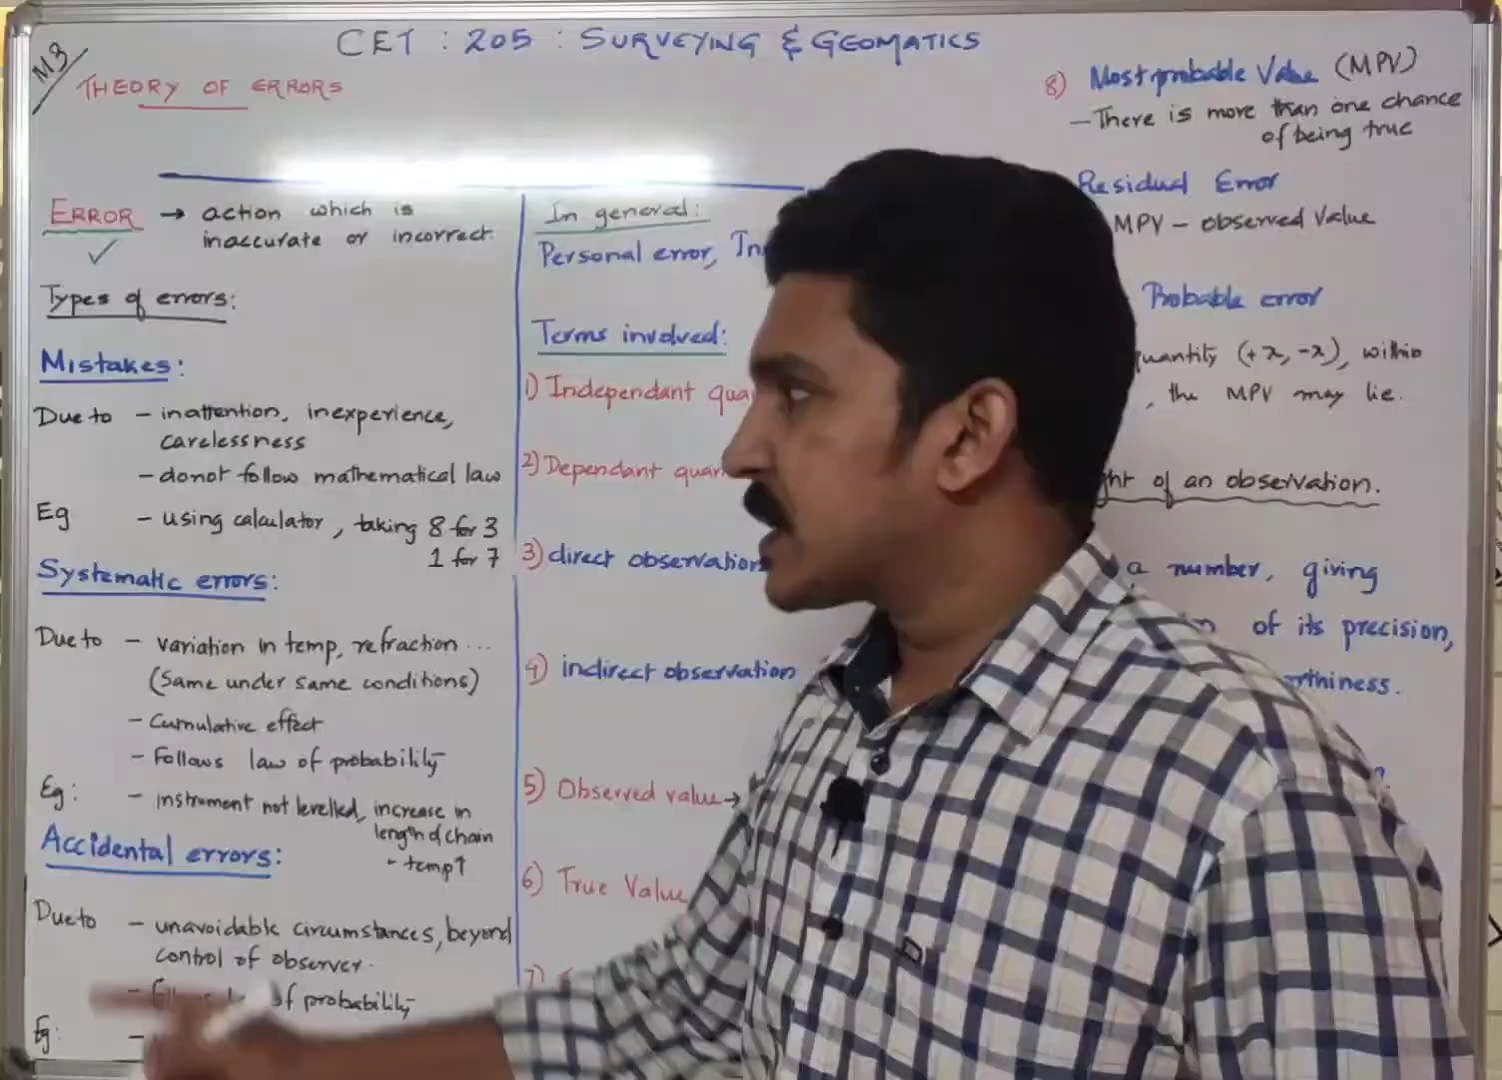 M3
CET : 205 : SURVEYING & GEOMATICS
THEORY OF ERRORS
ERROR → action which is
inaccurate or incorrect.
Types of errors:
Mistakes:
Due to - inattention, inexperience,
carelessness
- donot follow mathematical law
Eg - using calculator, taking 8 for 3
1 for 7
Systematic errors:
Due to - variation in temp, refraction ...
(Same under same conditions)
- Cumulative effect
- Follows law of probability
Eg: - instrument not levelled, increase in
length of chain
- temp↑
Accidental errors:
Due to - unavoidable circumstances, beyond
control of observer.
of probability
Eg: -
In general:
Personal error, In
Terms involved:
1) Independant qua
2) Dependant quan
3) direct observation
4) indirect observation
5) Observed value →
6) True Value
7)
8) Most probable Value (MPV)
- There is more than one chance
of being true
Residual Error
MPV - observed value
Probable error
quantity (+x, -x), within
, the MPV may lie.
ght of an observation.
a number, giving
of its precision,
rthiness.